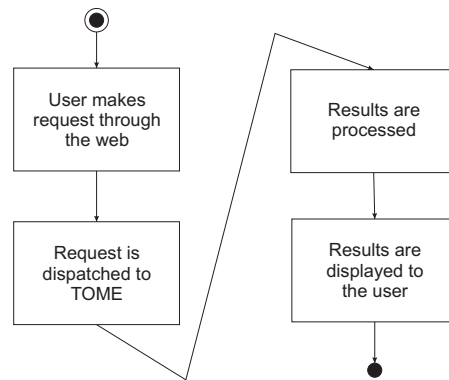 User makes
request through
the web
Request is
dispatched to
TOME
Results are
processed
Results are
displayed to
the user